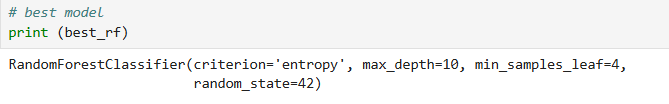 # best model
print (best_rf)
RandomForestClassifier(criterion='entropy', max_depth=10, min_samples_leaf=4,
random_state=42)